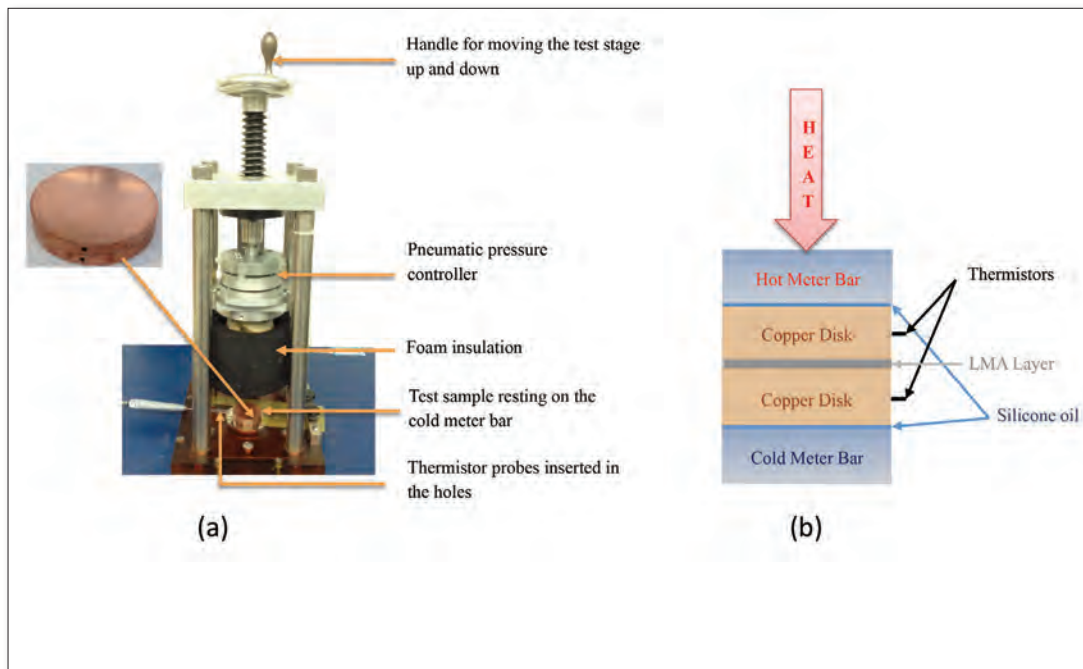 Handle for moving the test stage
up and down
Pneumatic pressure
controller
Foam insulation
Test sample resting on the
cold meter bar
Thermistor probes inserted in
the holes
(a)
HEAT
Hot Meter Bar
Thermistors
Copper Disk
LMA Layer
Copper Disk
Silicone oil
Cold Meter Bar
(b)